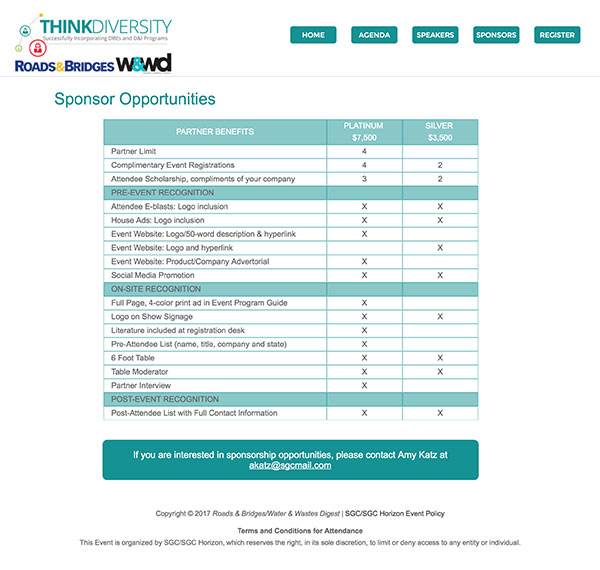 THINKDIVERSITY
Successfully Incorporating DBEs and D&I Programs
ROADS&BRIDGES W&WD
HOME AGENDA SPEAKERS SPONSORS REGISTER
Sponsor Opportunities
PARTNER BENEFITS PLATINUM $7,500 SILVER $3,500
Partner Limit 4
Complimentary Event Registrations 4 2
Attendee Scholarship, compliments of your company 3 2
PRE-EVENT RECOGNITION
Attendee E-blasts: Logo inclusion X X
House Ads: Logo inclusion X X
Event Website: Logo/50-word description & hyperlink X
Event Website: Logo and hyperlink X
Event Website: Product/Company Advertorial X
Social Media Promotion X X
ON-SITE RECOGNITION
Full Page, 4-color print ad in Event Program Guide X
Logo on Show Signage X X
Literature included at registration desk X
Pre-Attendee List (name, title, company and state) X
6 Foot Table X X
Table Moderator X X
Partner Interview X
POST-EVENT RECOGNITION
Post-Attendee List with Full Contact Information X X
If you are interested in sponsorship opportunities, please contact Amy Katz at
akatz@sgcmail.com
Copyright © 2017 Roads & Bridges/Water & Wastes Digest | SGC/SGC Horizon Event Policy
Terms and Conditions for Attendance
This Event is organized by SGC/SGC Horizon, which reserves the right, in its sole discretion, to limit or deny access to any entity or individual.